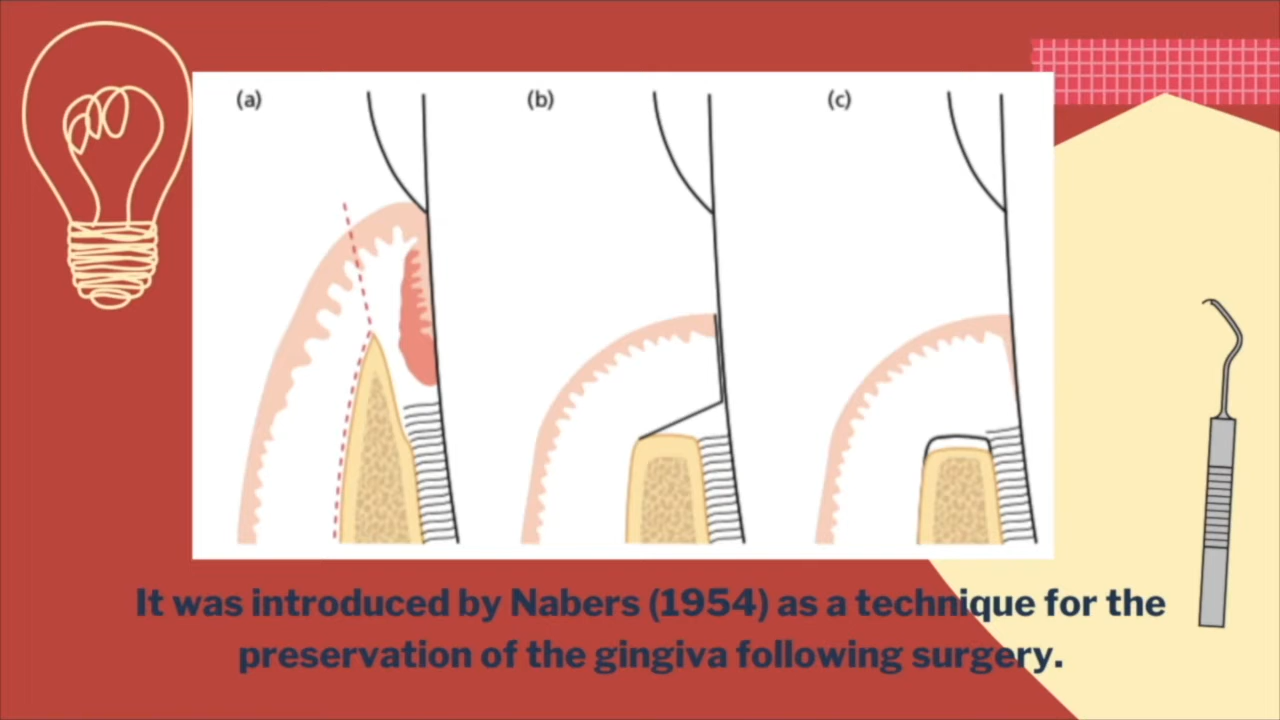 (a) (b) (c)
It was introduced by Nabers (1954) as a technique for the
preservation of the gingiva following surgery.